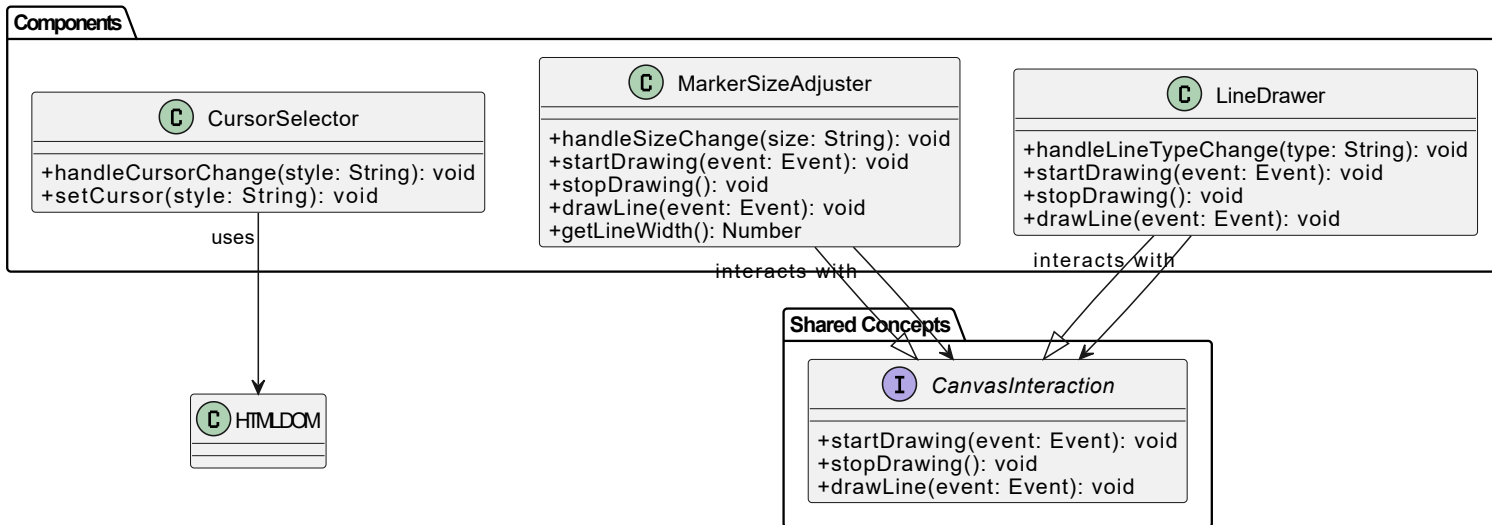 Components
C CursorSelector
+handleCursorChange(style: String): void
+setCursor(style: String): void
C MarkerSizeAdjuster
+handleSizeChange(size: String): void
+startDrawing(event: Event): void
+stopDrawing(): void
+drawLine(event: Event): void
+getLineWidth(): Number
C LineDrawer
+handleLineTypeChange(type: String): void
+startDrawing(event: Event): void
+stopDrawing(): void
+drawLine(event: Event): void
uses
interacts with
interacts with
Shared Concepts
C HTMLDOM
I CanvasInteraction
+startDrawing(event: Event): void
+stopDrawing(): void
+drawLine(event: Event): void